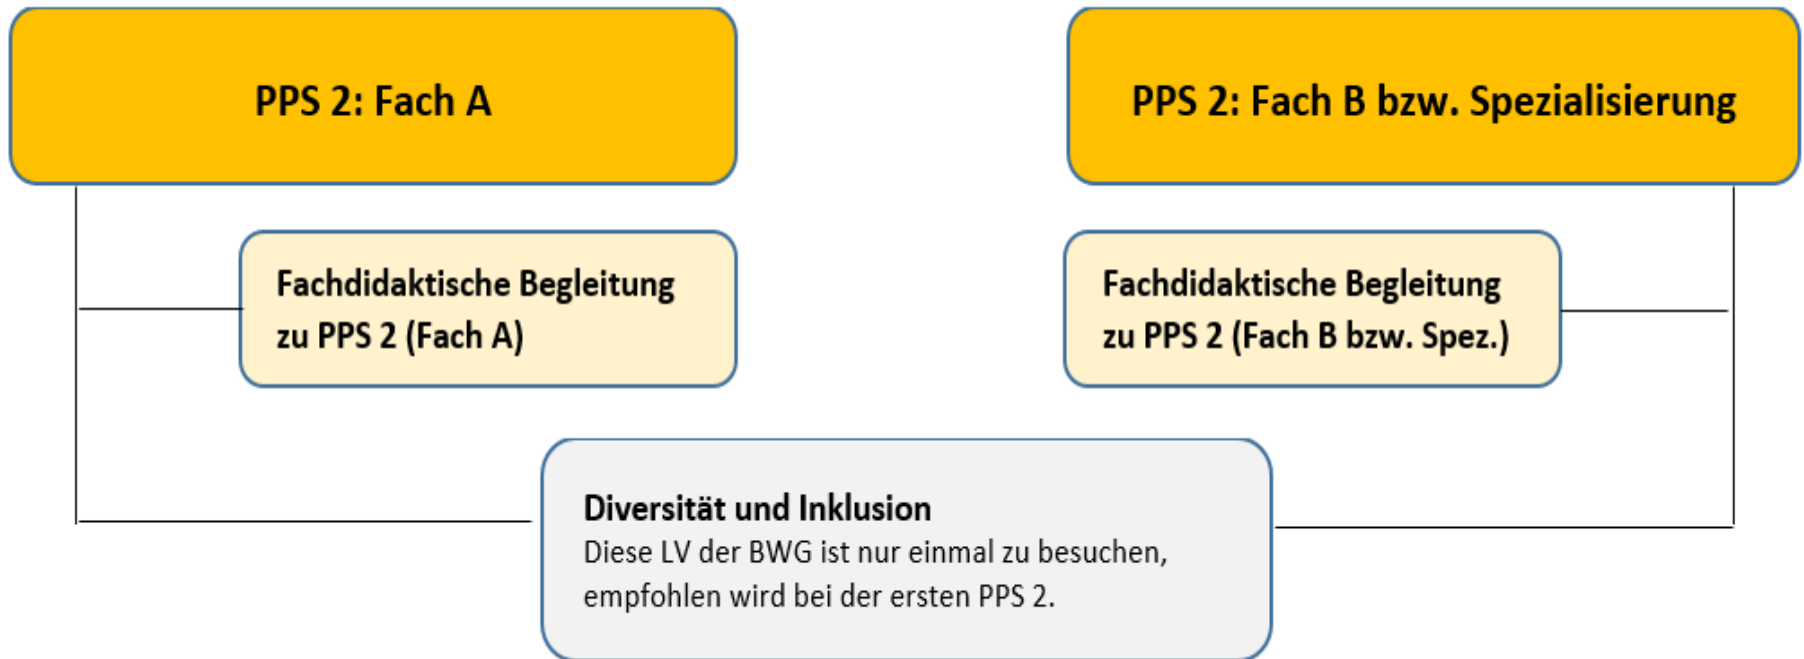 PPS 2: Fach A
PPS 2: Fach B bzw. Spezialisierung
Fachdidaktische Begleitung
zu PPS 2 (Fach A)
Fachdidaktische Begleitung
zu PPS 2 (Fach B bzw. Spez.)
Diversität und Inklusion
Diese LV der BWG ist nur einmal zu besuchen,
empfohlen wird bei der ersten PPS 2.